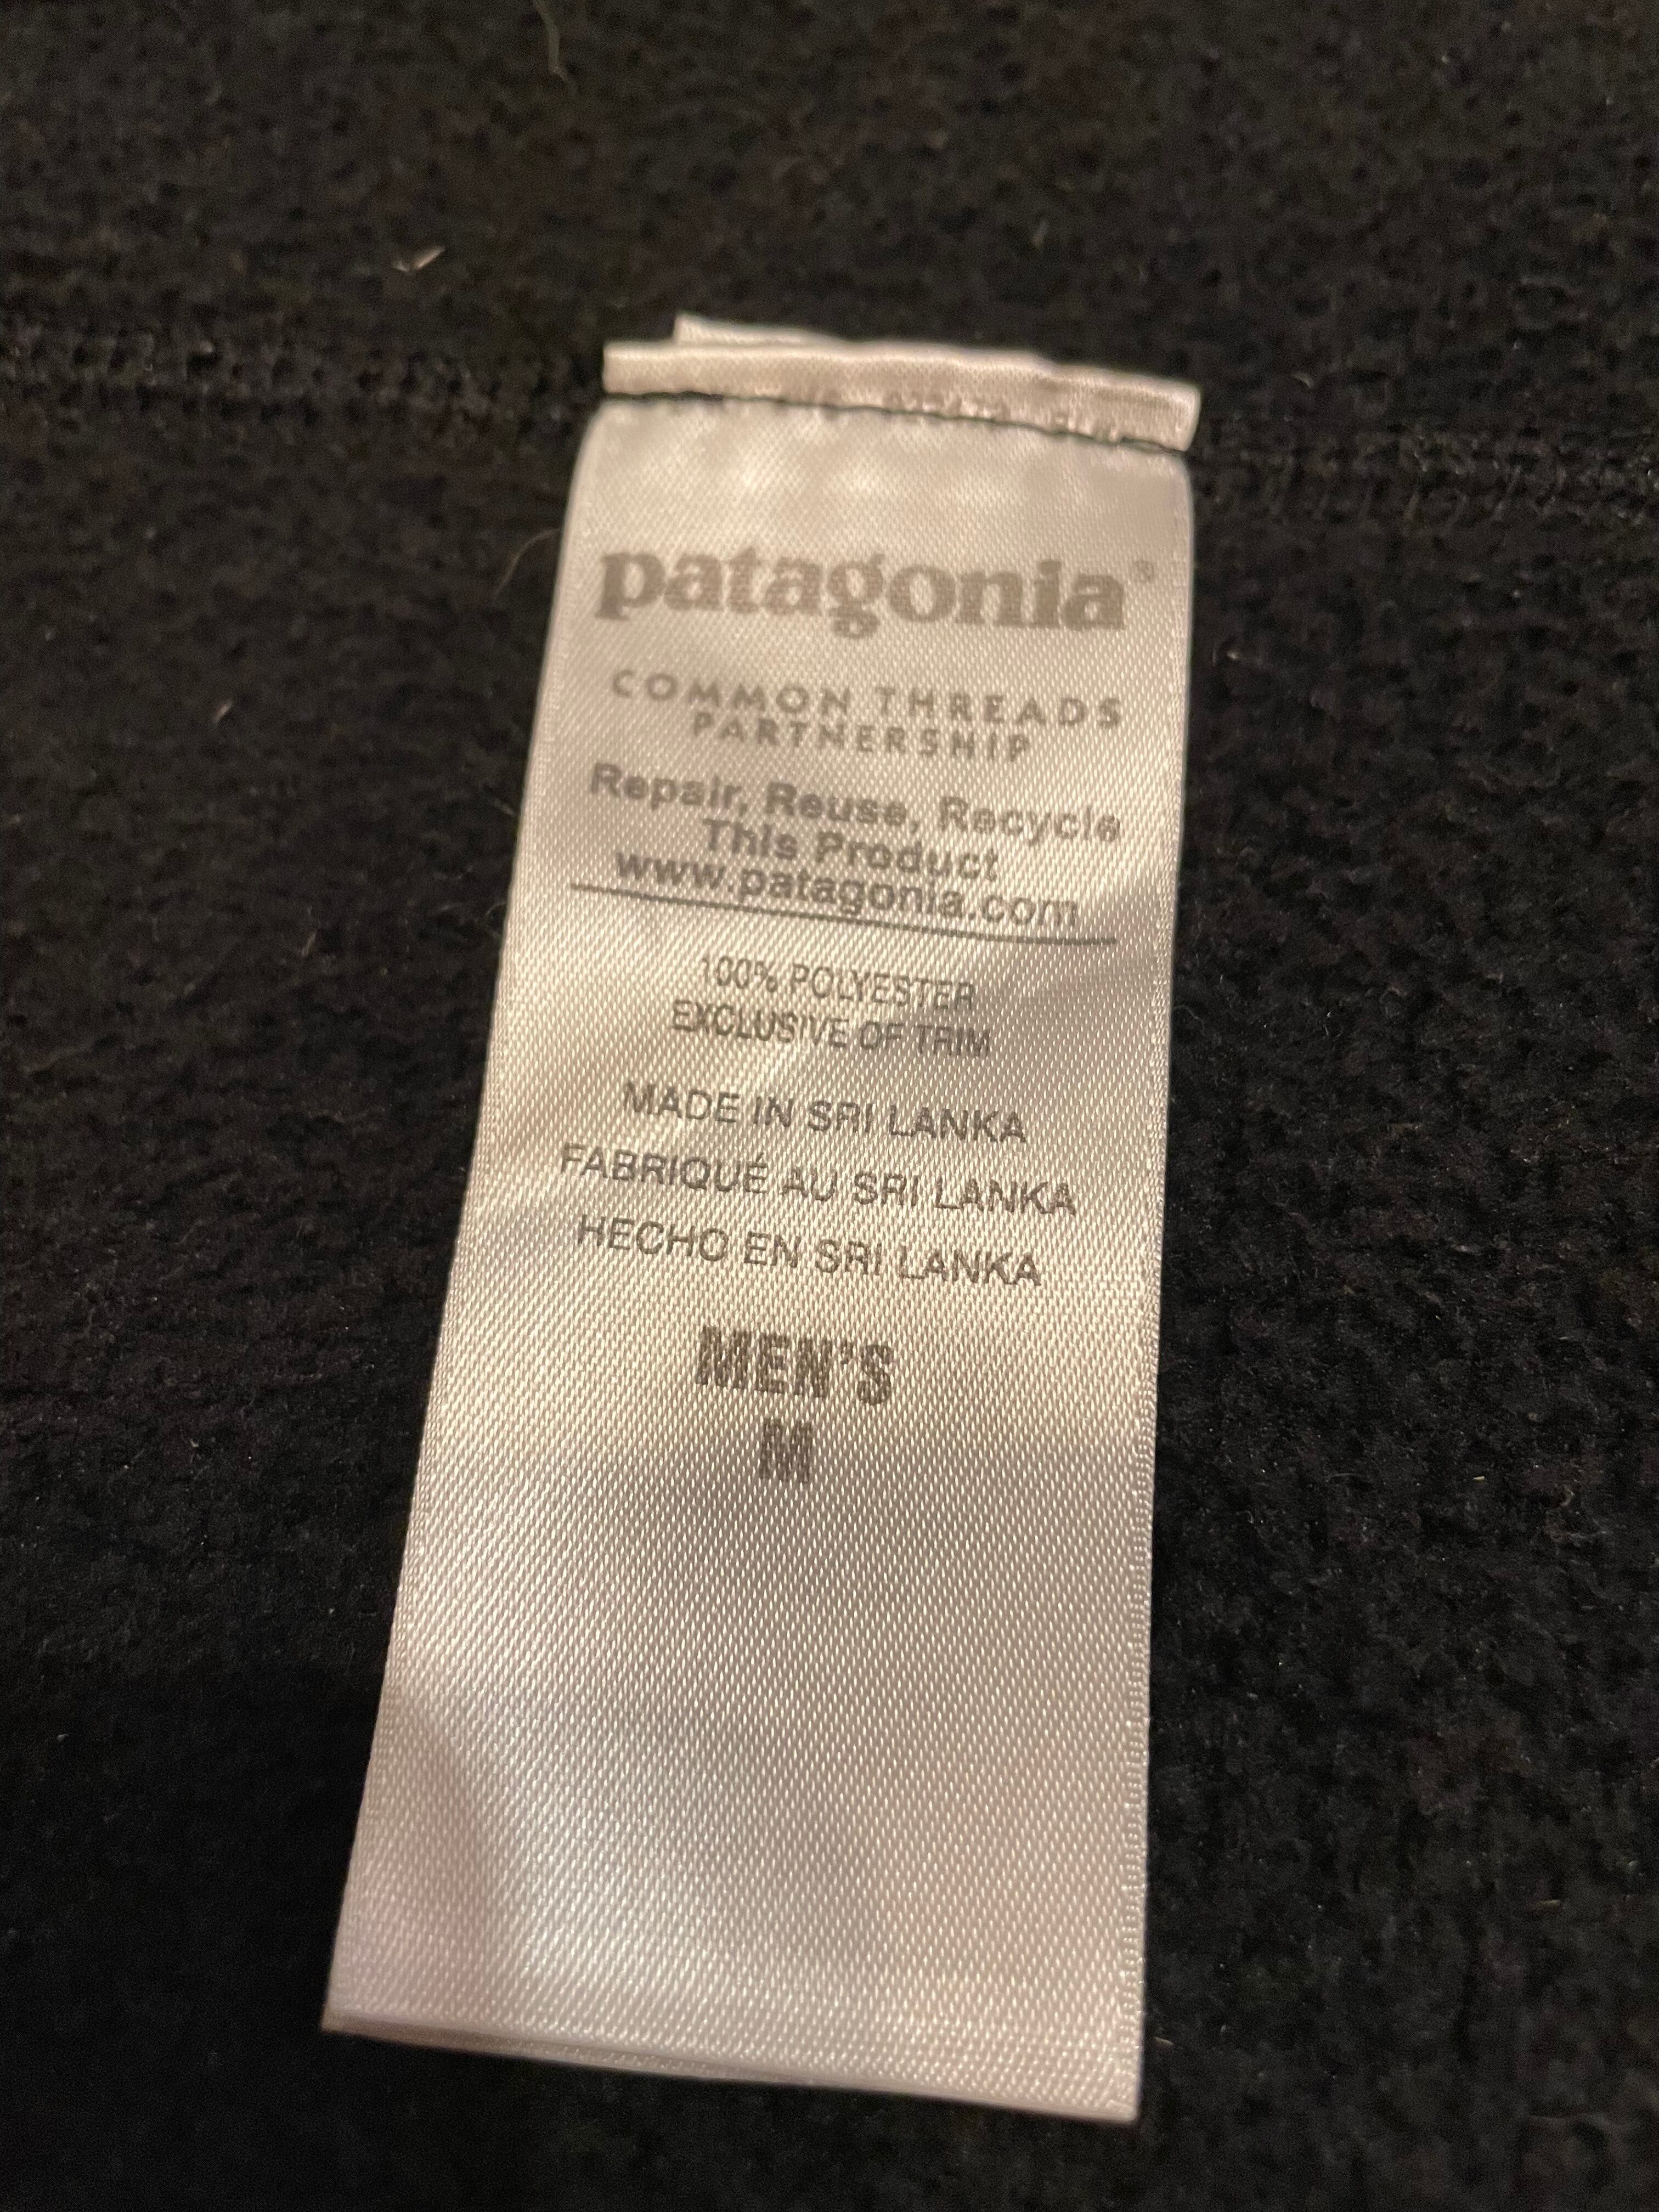 patagonia®
COMMON THREADS
PARTNERSHIP
Repair, Reuse, Recycle
This Product
www.patagonia.com
100% POLYESTER
EXCLUSIVE OF TRIM
MADE IN SRI LANKA
FABRIQUÉ AU SRI LANKA
HECHO EN SRI LANKA
MEN'S
M